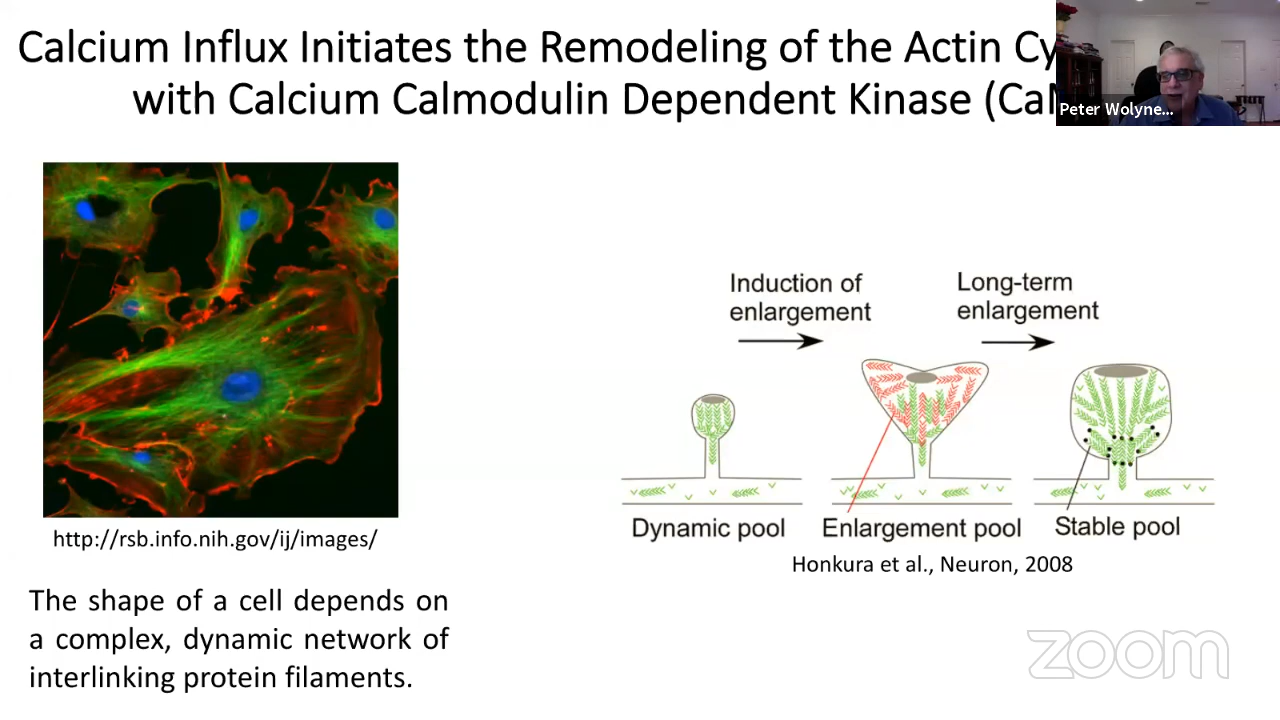 Calcium Influx Initiates the Remodeling of the Actin Cy
with Calcium Calmodulin Dependent Kinase (CaM
Peter Wolyne...
Induction of
enlargement
Long-term
enlargement
Dynamic pool
Enlargement pool
Stable pool
Honkura et al., Neuron, 2008
http://rsb.info.nih.gov/ij/images/
The shape of a cell depends on
a complex, dynamic network of
interlinking protein filaments.
zoom